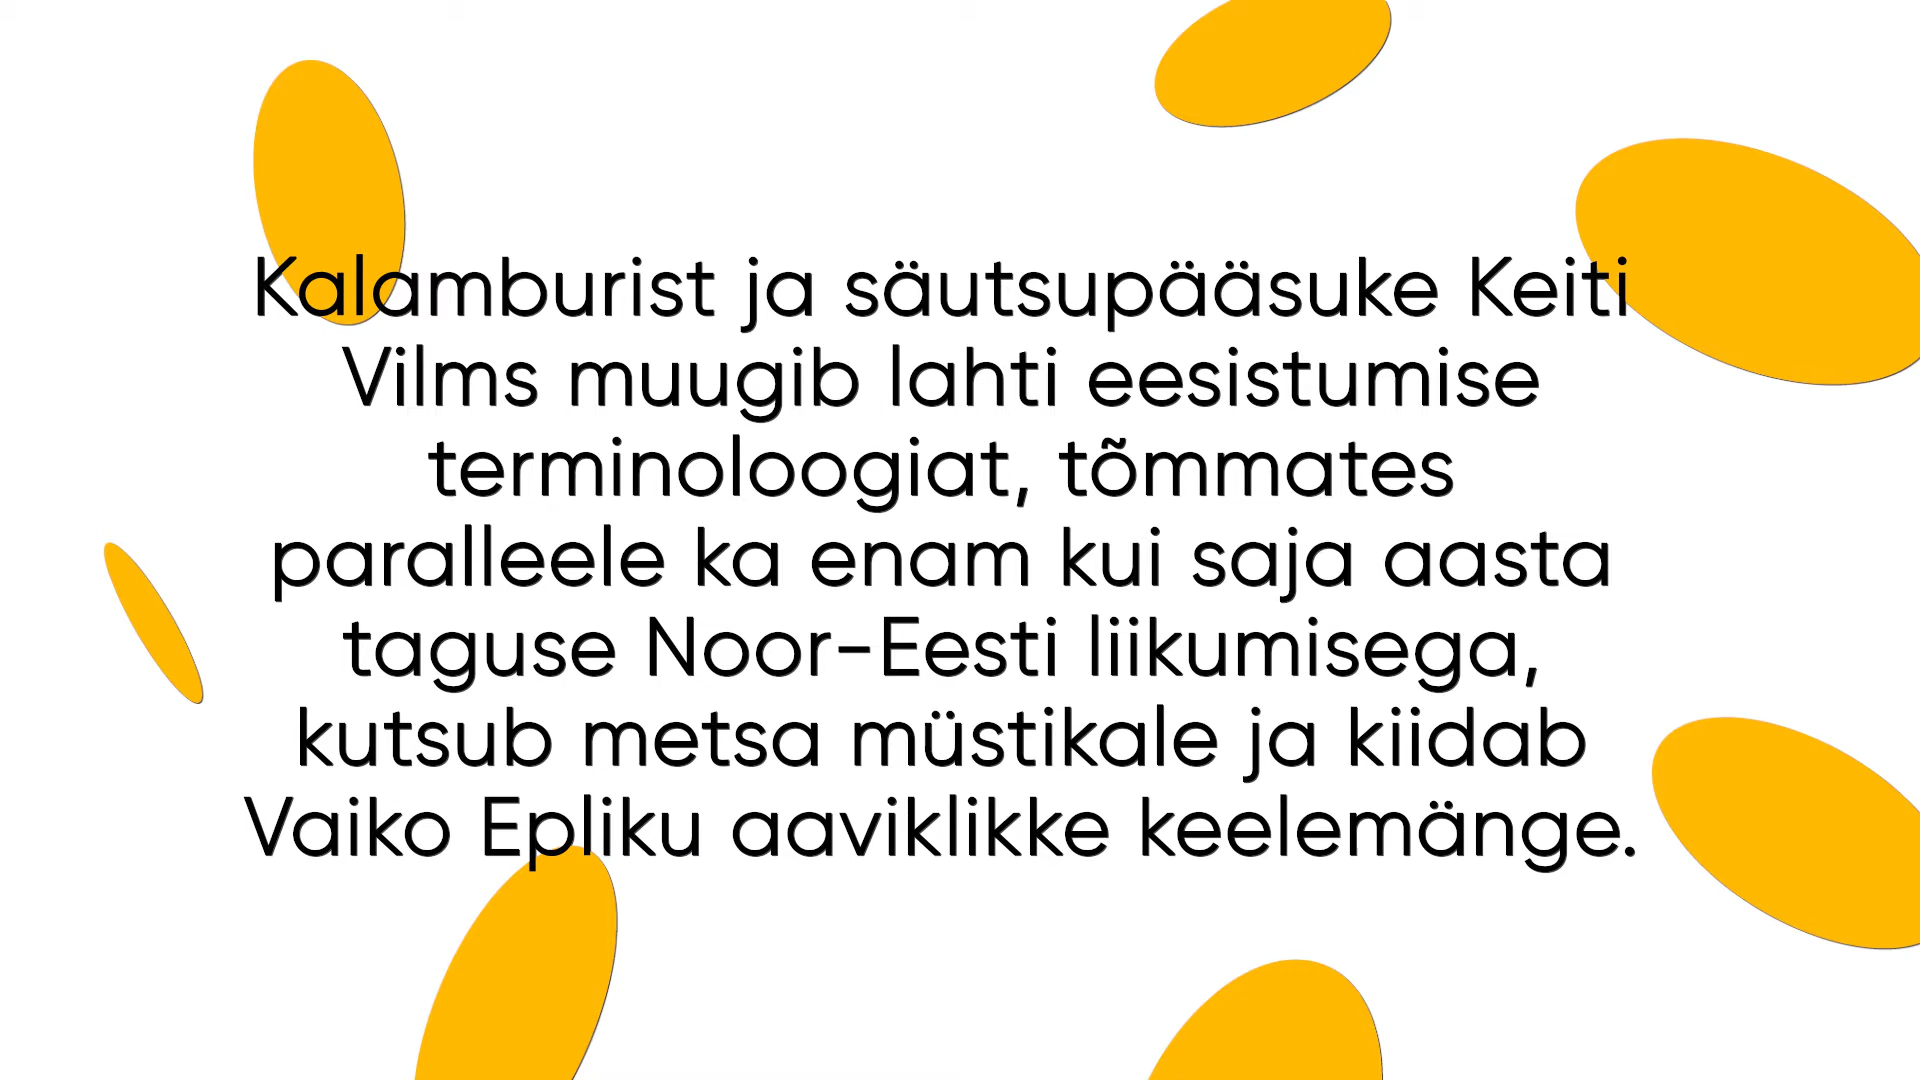 Kalamburist ja säutsupääsuke Keiti
Vilms muugib lahti eesistumise
terminoloogiat, tõmmates
paralleele ka enam kui saja aasta
taguse Noor-Eesti liikumisega,
kutsub metsa müstikale ja kiidab
Vaiko Epliku aaviklikke keelemänge.